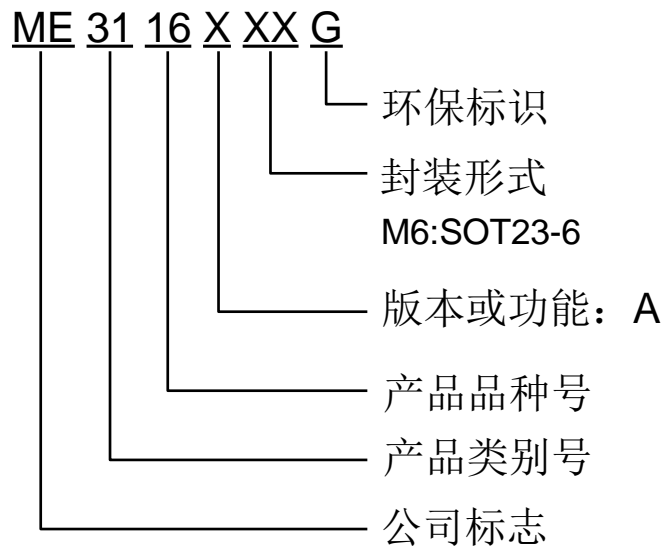 ME 31 16 X XX G
环保标识
封装形式
M6:SOT23-6
版本或功能：A
产品品种号
产品类别号
公司标志